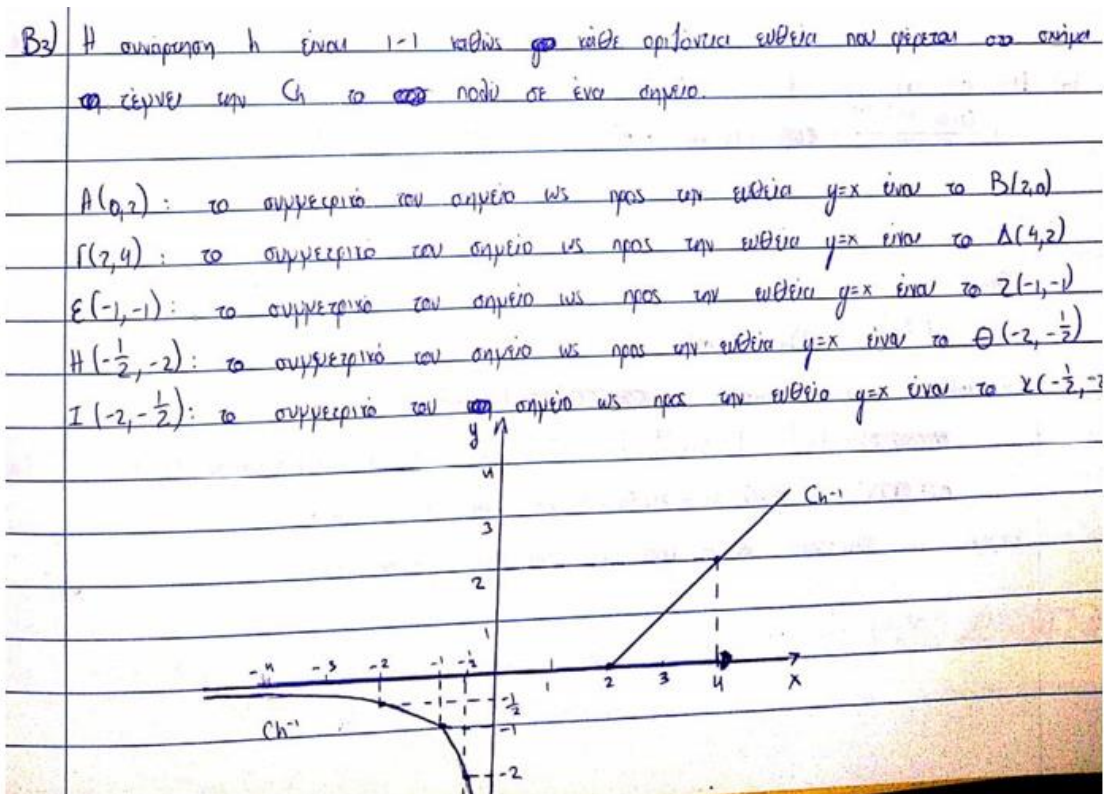 B3) Η συνάρτηση h είναι 1-1 καθώς κάθε οριζόντια ευθεία που φέρεται στο σχήμα
τέμνει την Ch το πολύ σε ένα σημείο.
A(0,2): το συμμετρικό του σημείο ως προς την ευθεία y=x είναι το B(2,0)
Γ(2,4): το συμμετρικό του σημείο ως προς την ευθεία y=x είναι το Δ(4,2)
Ε(-1,-1): το συμμετρικό του σημείο ως προς την ευθεία y=x είναι το Ζ(-1,-1)
Η(-1/2,-2): το συμμετρικό του σημείο ως προς την ευθεία y=x είναι το Θ(-2,-1/2)
Ι(-2,-1/2): το συμμετρικό του σημείο ως προς την ευθεία y=x είναι το Κ(-1/2,-2
y
4
Ch⁻¹
3
2
1
-4 -3 -2 -1 -1/2 1 2 3 4 x
-1/2
Ch⁻¹ -1
-2